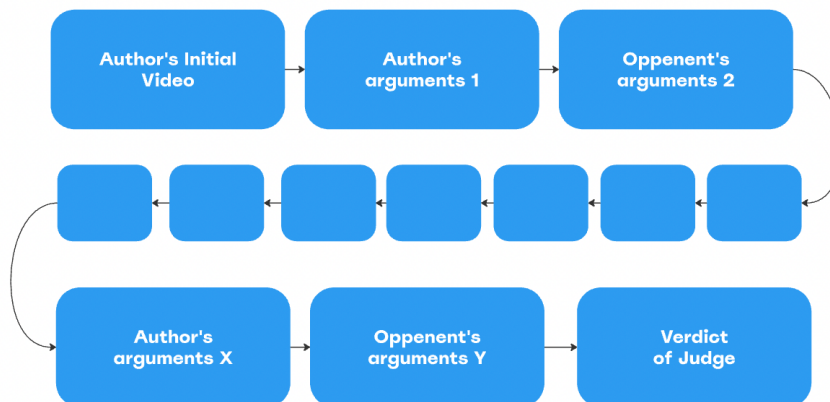 Author's Initial
Video
Author's
arguments 1
Oppenent's
arguments 2
Author's
arguments X
Oppenent's
arguments Y
Verdict
of Judge